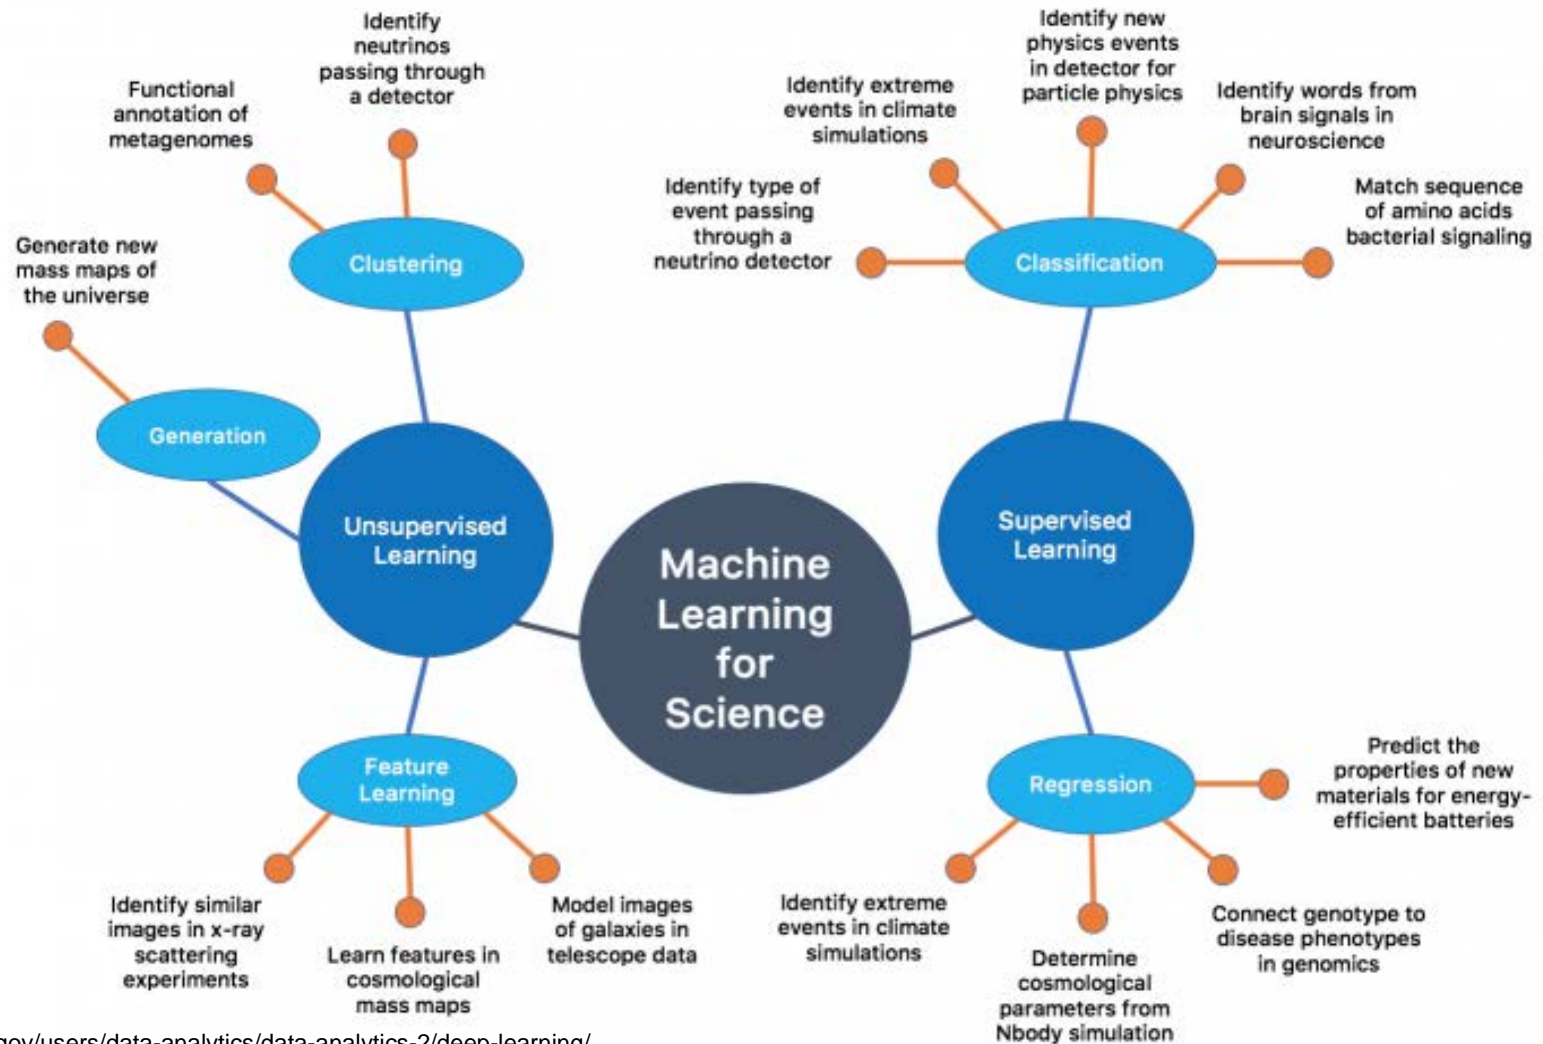 Identify
neutrinos
passing through
a detector
Functional
annotation of
metagenomes
Generate new
mass maps of
the universe
Clustering
Generation
Unsupervised
Learning
Feature
Learning
Identify similar
images in x-ray
scattering
experiments
Learn features in
cosmological
mass maps
Model images
of galaxies in
telescope data
Machine
Learning
for
Science
Identify new
physics events
in detector for
particle physics
Identify extreme
events in climate
simulations
Identify words from
brain signals in
neuroscience
Identify type of
event passing
through a
neutrino detector
Match sequence
of amino acids
bacterial signaling
Classification
Supervised
Learning
Regression
Predict the
properties of new
materials for energy-
efficient batteries
Identify extreme
events in climate
simulations
Determine
cosmological
parameters from
Nbody simulation
Connect genotype to
disease phenotypes
in genomics
gov/users/data-analytics/data-analytics-2/deep-learning/